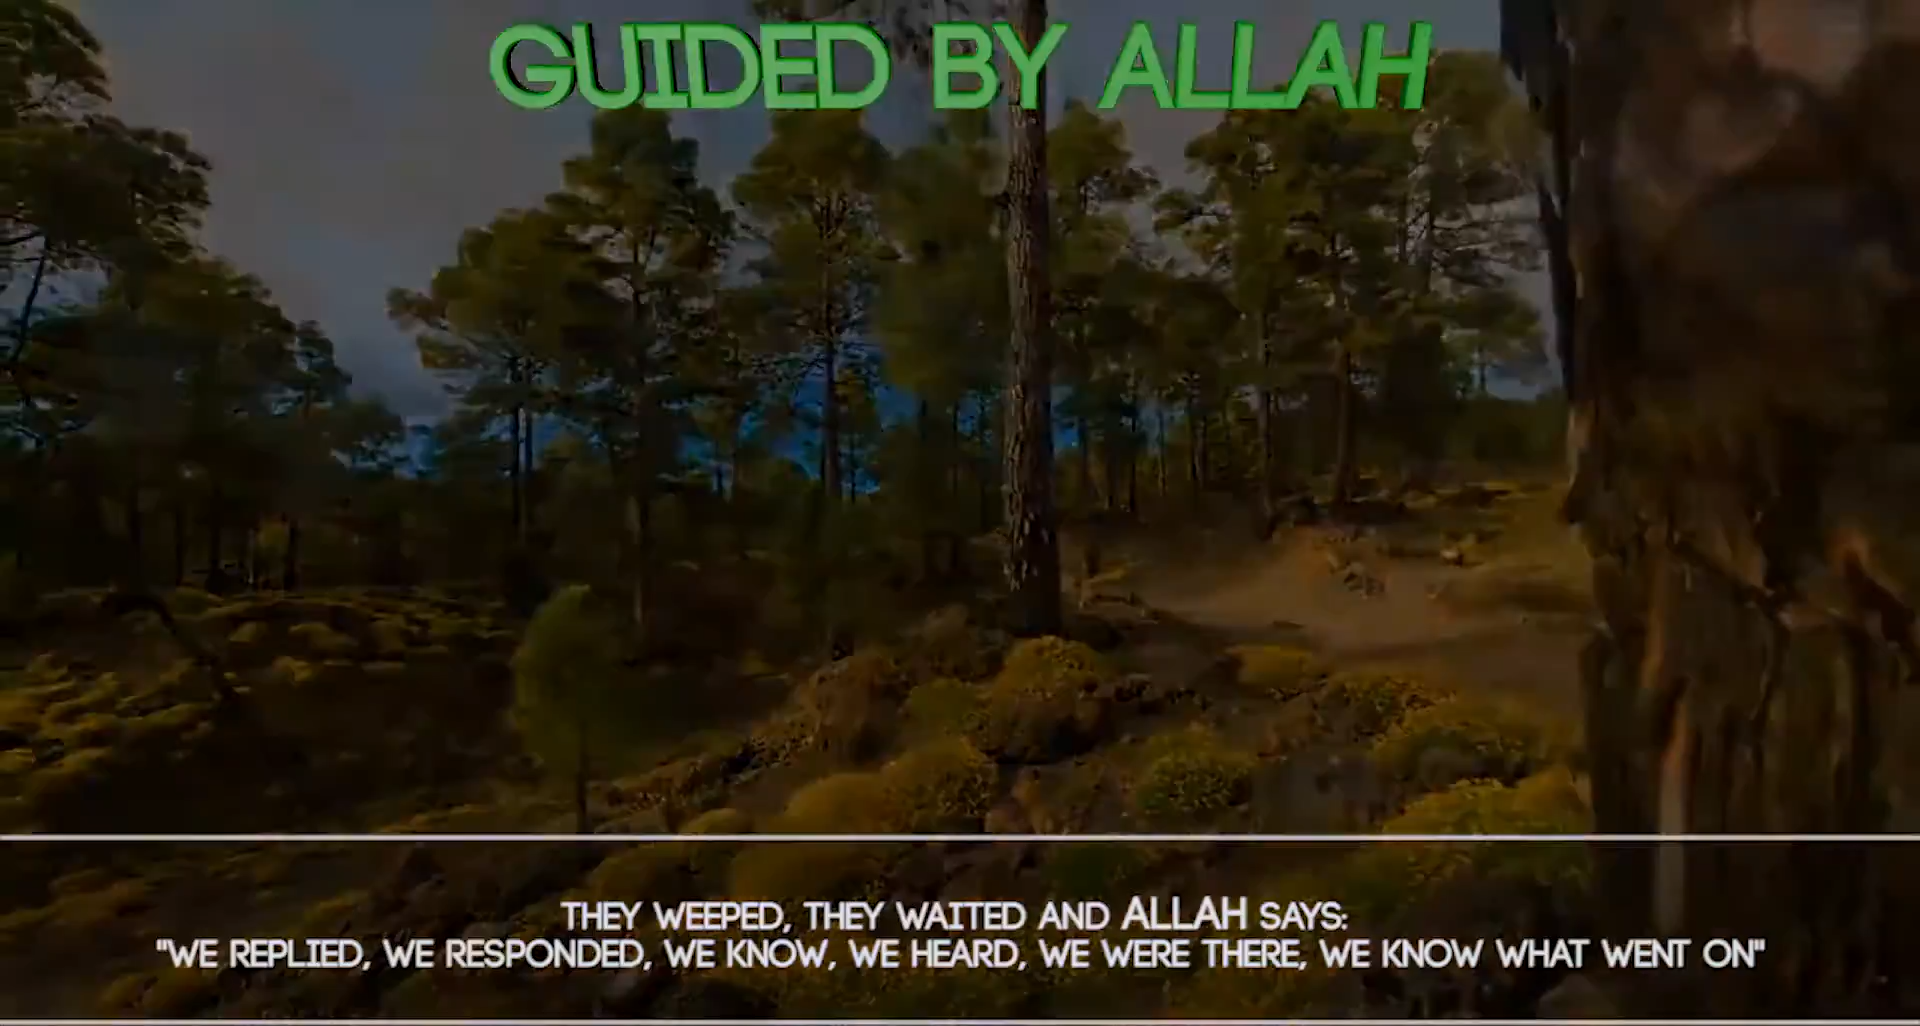 GUIDED BY ALLAH
THEY WEEPED, THEY WAITED AND ALLAH SAYS:
"WE REPLIED, WE RESPONDED, WE KNOW, WE HEARD, WE WERE THERE, WE KNOW WHAT WENT ON"